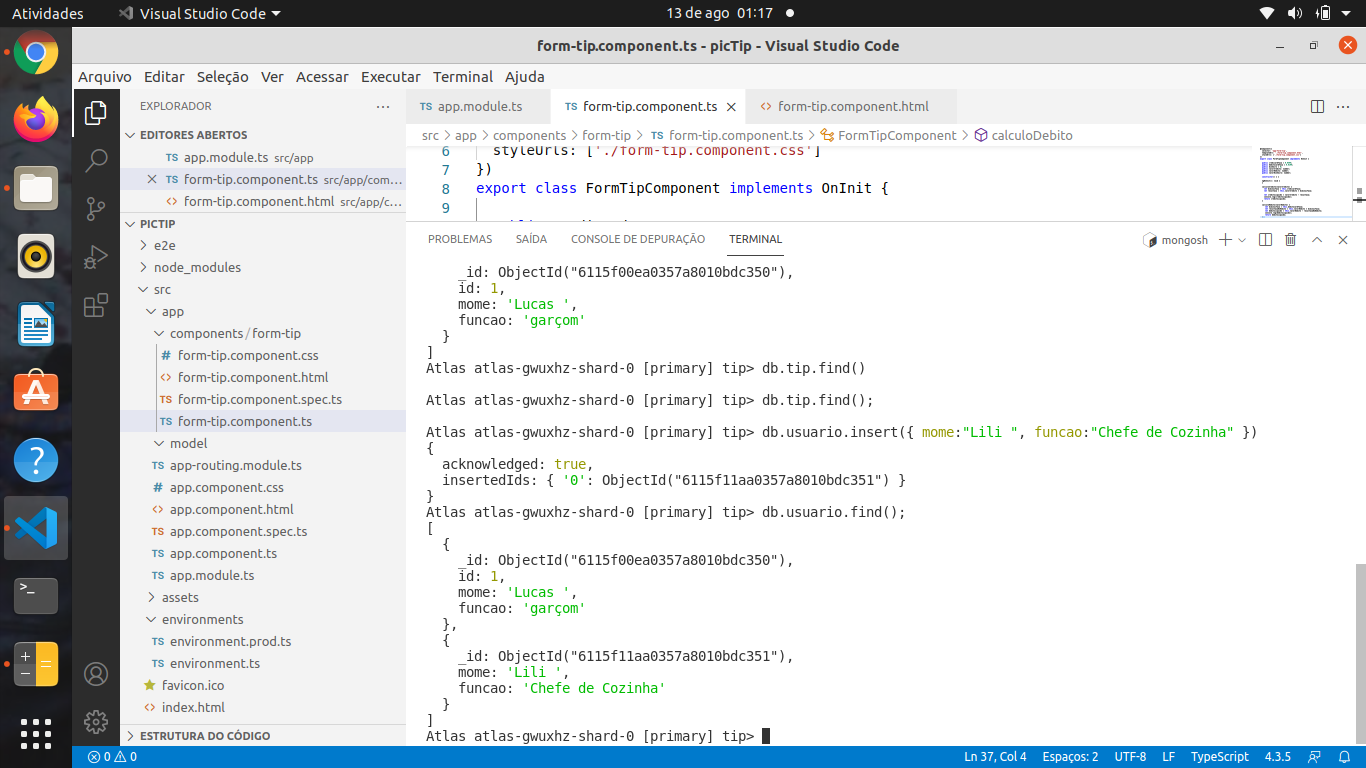 Atividades
Visual Studio Code
13 de ago 01:17
form-tip.component.ts - picTip - Visual Studio Code
Arquivo Editar Seleção Ver Acessar Executar Terminal Ajuda
EXPLORADOR
EDITORES ABERTOS
TS app.module.ts src/app
TS form-tip.component.ts src/app/com...
<> form-tip.component.html src/app/c...
PICTIP
e2e
node_modules
src
app
components / form-tip
# form-tip.component.css
<> form-tip.component.html
TS form-tip.component.spec.ts
TS form-tip.component.ts
model
TS app-routing.module.ts
# app.component.css
<> app.component.html
TS app.component.spec.ts
TS app.component.ts
TS app.module.ts
assets
environments
TS environment.prod.ts
TS environment.ts
favicon.ico
<> index.html
ESTRUTURA DO CÓDIGO
TS app.module.ts
TS form-tip.component.ts
<> form-tip.component.html
src > app > components > form-tip > TS form-tip.component.ts > FormTipComponent > calculoDebito
6 styleUrls: ['./form-tip.component.css']
7 })
8 export class FormTipComponent implements OnInit {
9
PROBLEMAS SAÍDA CONSOLE DE DEPURAÇÃO TERMINAL
mongosh
_id: ObjectId("6115f00ea0357a8010bdc350"),
id: 1,
mome: 'Lucas ',
funcao: 'garçom'
}
]
Atlas atlas-gwuxhz-shard-0 [primary] tip> db.tip.find()
Atlas atlas-gwuxhz-shard-0 [primary] tip> db.tip.find();
Atlas atlas-gwuxhz-shard-0 [primary] tip> db.usuario.insert({ mome:"Lili ", funcao:"Chefe de Cozinha" })
{
acknowledged: true,
insertedIds: { '0': ObjectId("6115f11aa0357a8010bdc351") }
}
Atlas atlas-gwuxhz-shard-0 [primary] tip> db.usuario.find();
[
{
_id: ObjectId("6115f00ea0357a8010bdc350"),
id: 1,
mome: 'Lucas ',
funcao: 'garçom'
},
{
_id: ObjectId("6115f11aa0357a8010bdc351"),
mome: 'Lili ',
funcao: 'Chefe de Cozinha'
}
]
Atlas atlas-gwuxhz-shard-0 [primary] tip>
0 0
Ln 37, Col 4 Espaços: 2 UTF-8 LF TypeScript 4.3.5